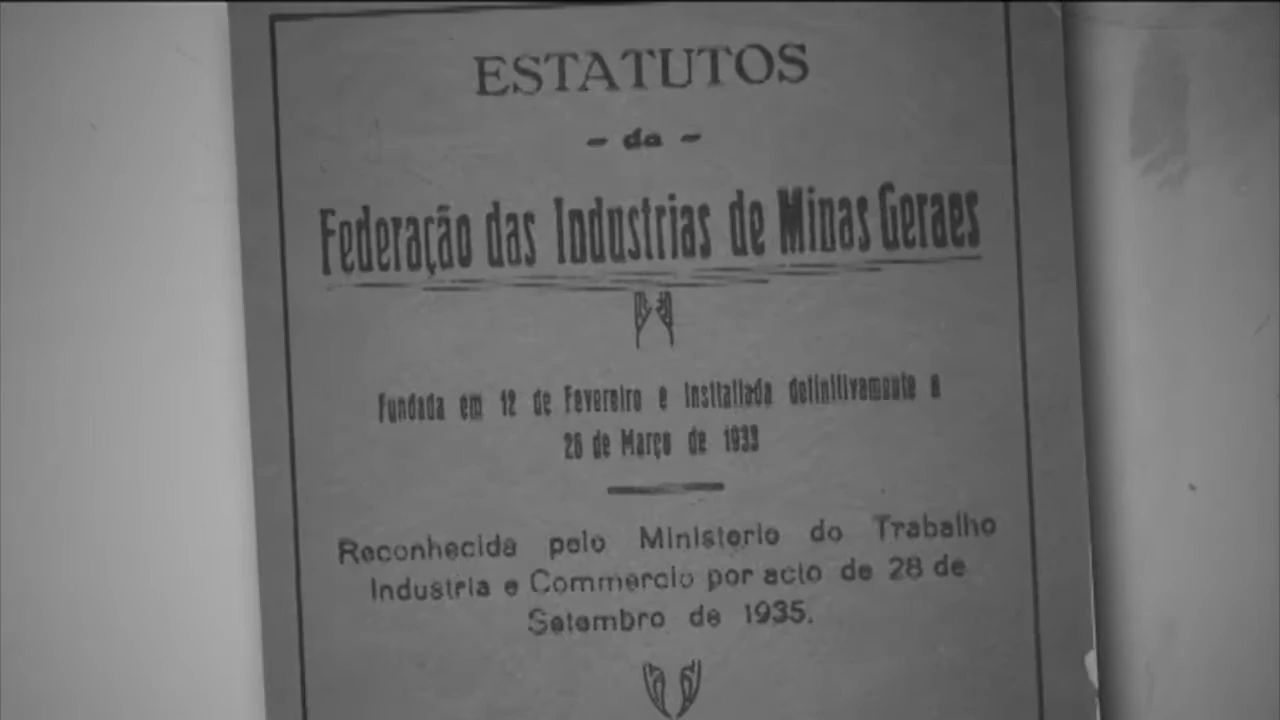 ESTATUTOS
- da -
Federação das Industrias de Minas Geraes
Fundada em 12 de Fevereiro e insttallada definitivamente a
26 de Março de 1933
Reconhecida pelo Ministerio do Trabalho
Industria e Commercio por acto de 28 de
Setembro de 1935.